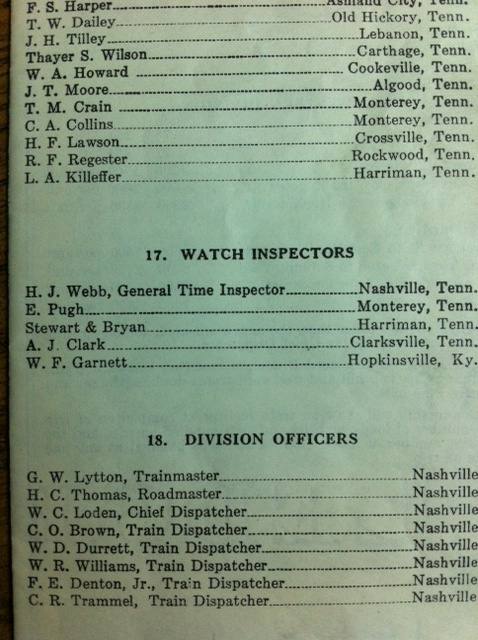 F. S. Harper Ashland City, Tenn.
T. W. Dailey Old Hickory, Tenn.
J. H. Tilley Lebanon, Tenn.
Thayer S. Wilson Carthage, Tenn.
W. A. Howard Cookeville, Tenn.
J. T. Moore Algood, Tenn.
T. M. Crain Monterey, Tenn.
C. A. Collins Monterey, Tenn.
H. F. Lawson Crossville, Tenn.
R. F. Regester Rockwood, Tenn.
L. A. Killeffer Harriman, Tenn.
17. WATCH INSPECTORS
H. J. Webb, General Time Inspector Nashville, Tenn.
E. Pugh Monterey, Tenn.
Stewart & Bryan Harriman, Tenn.
A. J. Clark Clarksville, Tenn.
W. F. Garnett Hopkinsville, Ky.
18. DIVISION OFFICERS
G. W. Lytton, Trainmaster Nashville
H. C. Thomas, Roadmaster Nashville
W. C. Loden, Chief Dispatcher Nashville
C. O. Brown, Train Dispatcher Nashville
W. D. Durrett, Train Dispatcher Nashville
W. R. Williams, Train Dispatcher Nashville
F. E. Denton, Jr., Train Dispatcher Nashville
C. R. Trammel, Train Dispatcher Nashville